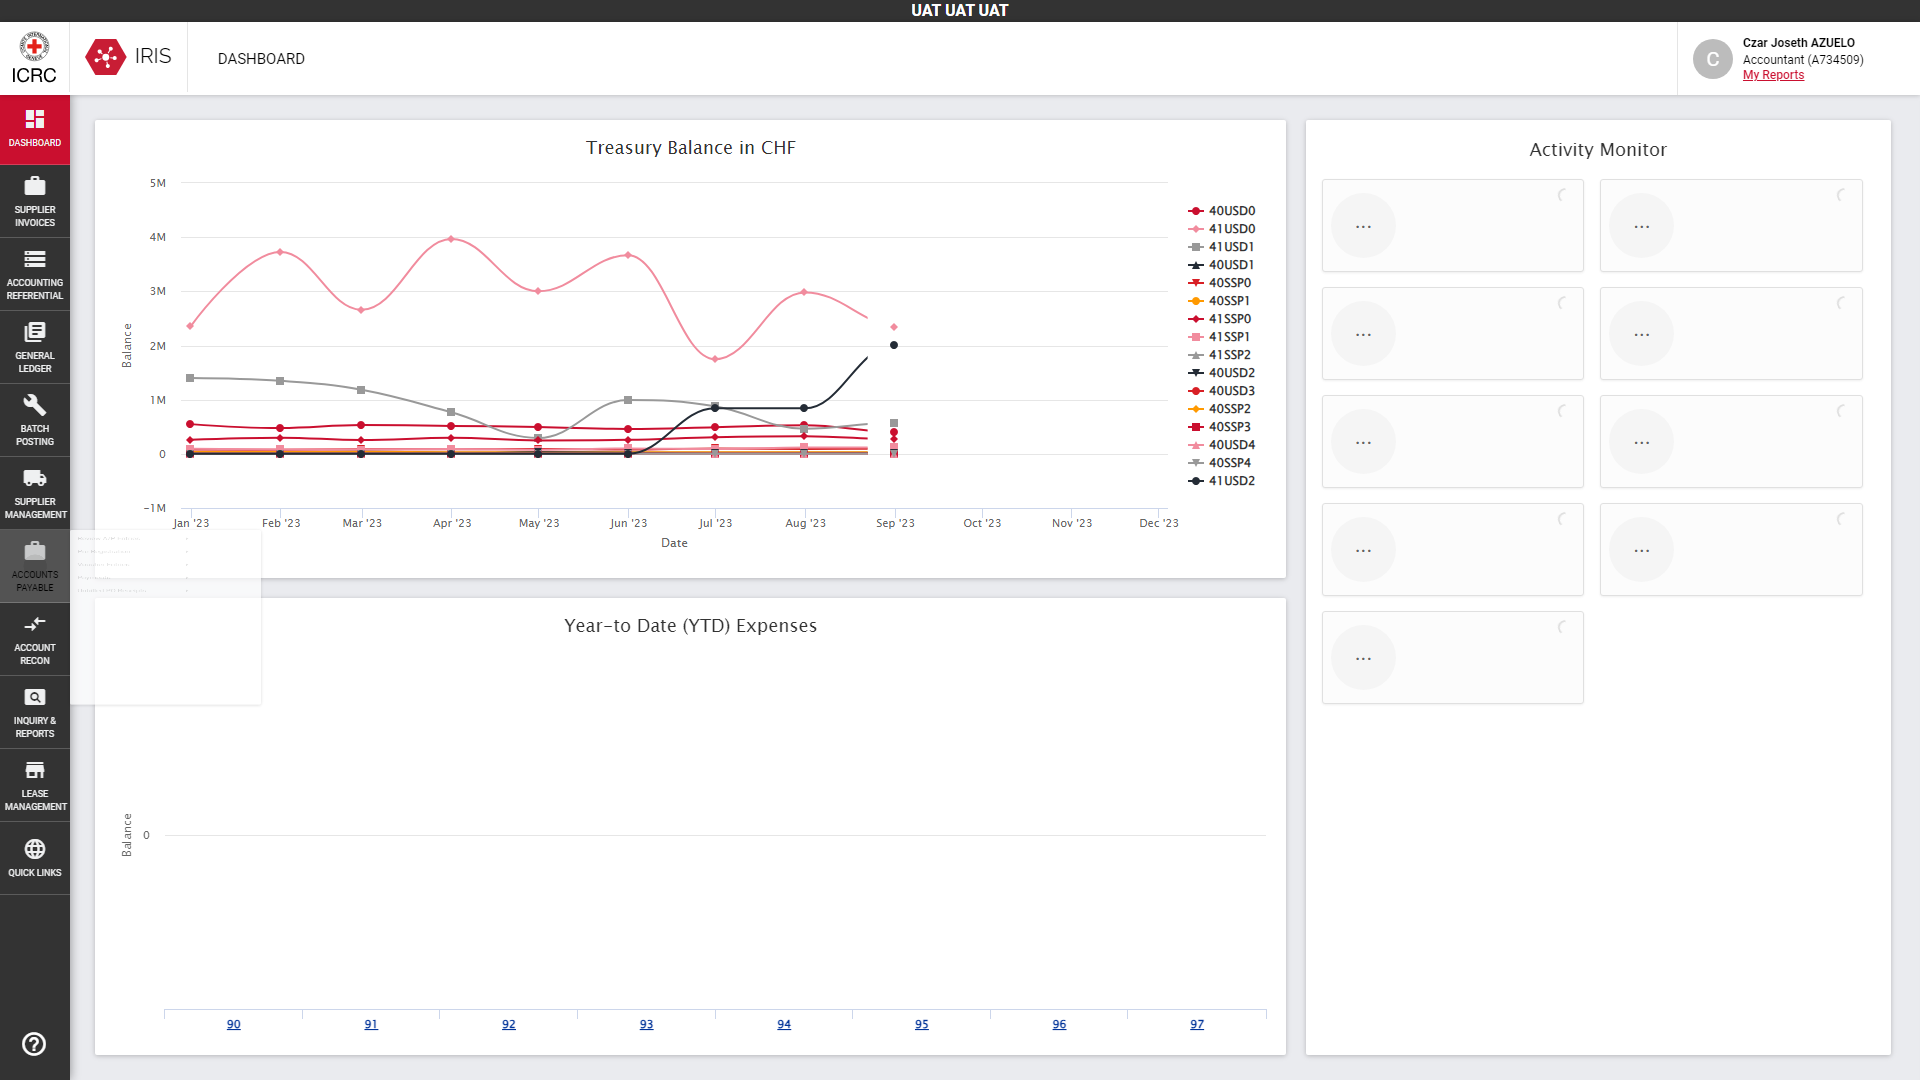 UAT UAT UAT
ICRC
IRIS
DASHBOARD
C
Czar Joseth AZUELO
Accountant (A734509)
My Reports
DASHBOARD
SUPPLIER
INVOICES
ACCOUNTING
REFERENTIAL
GENERAL
LEDGER
BATCH
POSTING
SUPPLIER
MANAGEMENT
ACCOUNTS
PAYABLE
ACCOUNT
RECON
INQUIRY &
REPORTS
LEASE
MANAGEMENT
QUICK LINKS
Treasury Balance in CHF
Balance
5M
4M
3M
2M
1M
0
−1M
Jan '23 Feb '23 Mar '23 Apr '23 May '23 Jun '23 Jul '23 Aug '23 Sep '23 Oct '23 Nov '23 Dec '23
Date
40USD0
41USD0
41USD1
40USD1
40SSP0
40SSP1
41SSP0
41SSP1
41SSP2
40USD2
40USD3
40SSP2
40SSP3
40USD4
40SSP4
41USD2
Year-to Date (YTD) Expenses
Balance
0
90 91 92 93 94 95 96 97
Activity Monitor
... ...
... ...
... ...
... ...
...